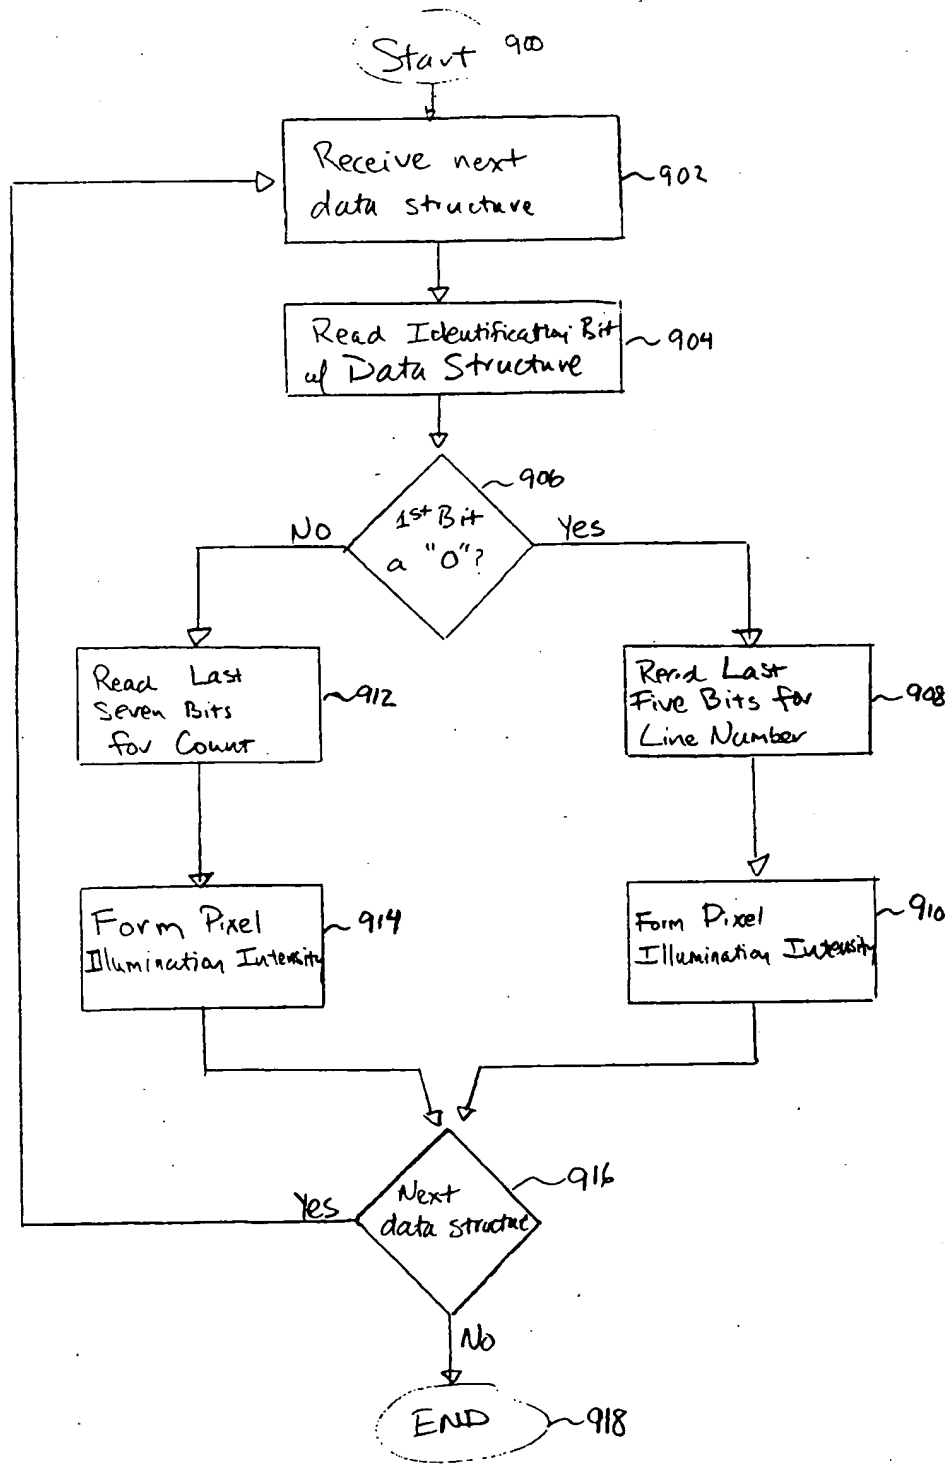 Start 900
Receive next
data structure
902
Read Identification Bit
of Data Structure
904
906
1st Bit
a "0"?
No
Yes
Read Last
Seven Bits
for Count
912
Read Last
Five Bits for
Line Number
908
Form Pixel
Illumination Intensity
914
Form Pixel
Illumination Intensity
910
Next
data structure
916
Yes
No
END
918